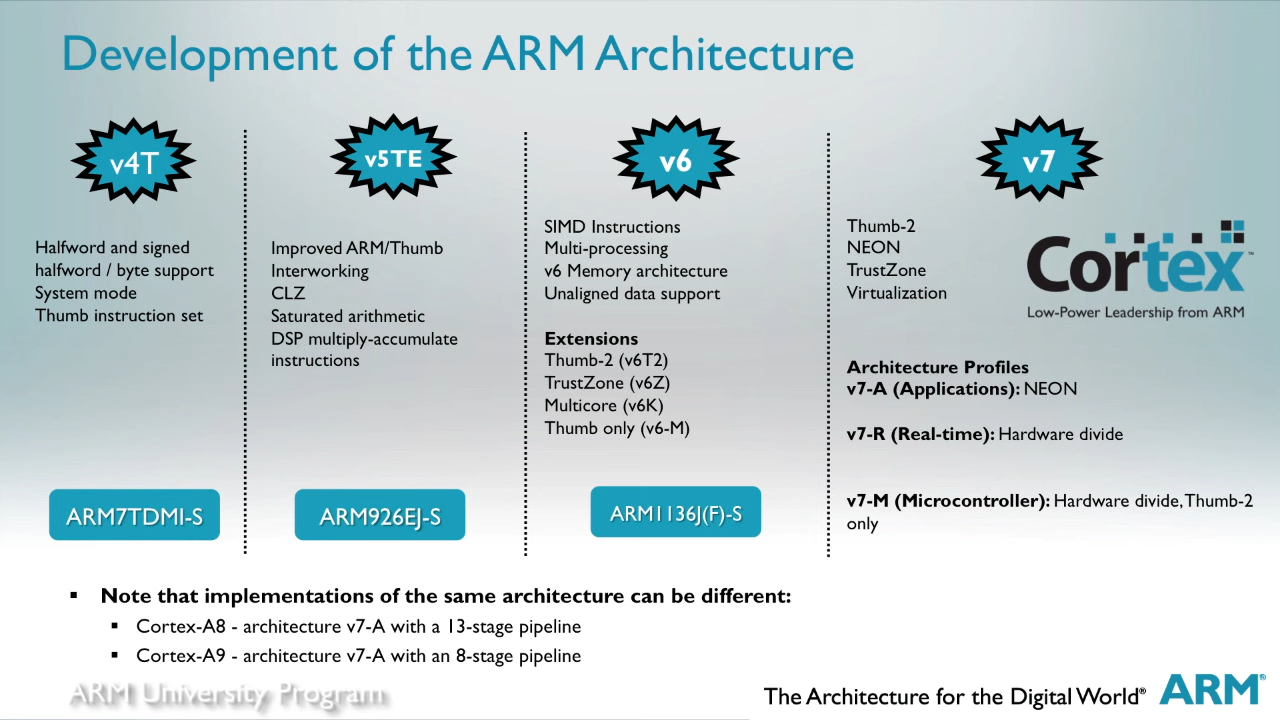 Development of the ARM Architecture
v4T
Halfword and signed
halfword / byte support
System mode
Thumb instruction set
ARM7TDMI-S
v5TE
Improved ARM/Thumb
Interworking
CLZ
Saturated arithmetic
DSP multiply-accumulate
instructions
ARM926EJ-S
v6
SIMD Instructions
Multi-processing
v6 Memory architecture
Unaligned data support
Extensions
Thumb-2 (v6T2)
TrustZone (v6Z)
Multicore (v6K)
Thumb only (v6-M)
ARM1136J(F)-S
v7
Thumb-2
NEON
TrustZone
Virtualization
Cortex™
Low-Power Leadership from ARM
Architecture Profiles
v7-A (Applications): NEON
v7-R (Real-time): Hardware divide
v7-M (Microcontroller): Hardware divide, Thumb-2
only
▪ Note that implementations of the same architecture can be different:
▪ Cortex-A8 - architecture v7-A with a 13-stage pipeline
▪ Cortex-A9 - architecture v7-A with an 8-stage pipeline
ARM University Program
The Architecture for the Digital World® ARM®